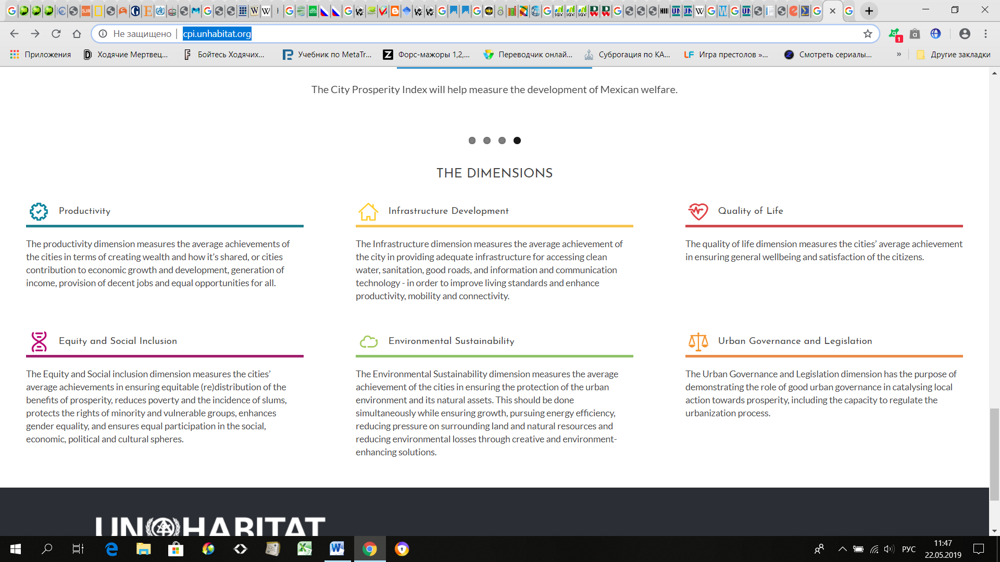 Не защищено | cpi.unhabitat.org
1
Приложения Ходячие Мертвец... Бойтесь Ходячих... Учебник по MetaTr... Форс-мажоры 1,2,... Переводчик онлай... Суброгация по КА... Игра престолов »... Смотреть сериалы... » Другие закладки
The City Prosperity Index will help measure the development of Mexican welfare.
THE DIMENSIONS
Productivity
The productivity dimension measures the average achievements of
the cities in terms of creating wealth and how it’s shared, or cities
contribution to economic growth and development, generation of
income, provision of decent jobs and equal opportunities for all.
Infrastructure Development
The Infrastructure dimension measures the average achievement of
the city in providing adequate infrastructure for accessing clean
water, sanitation, good roads, and information and communication
technology - in order to improve living standards and enhance
productivity, mobility and connectivity.
Quality of Life
The quality of life dimension measures the cities’ average achievement
in ensuring general wellbeing and satisfaction of the citizens.
Equity and Social Inclusion
The Equity and Social inclusion dimension measures the cities’
average achievements in ensuring equitable (re)distribution of the
benefits of prosperity, reduces poverty and the incidence of slums,
protects the rights of minority and vulnerable groups, enhances
gender equality, and ensures equal participation in the social,
economic, political and cultural spheres.
Environmental Sustainability
The Environmental Sustainability dimension measures the average
achievement of the cities in ensuring the protection of the urban
environment and its natural assets. This should be done
simultaneously while ensuring growth, pursuing energy efficiency,
reducing pressure on surrounding land and natural resources and
reducing environmental losses through creative and environment-
enhancing solutions.
Urban Governance and Legislation
The Urban Governance and Legislation dimension has the purpose of
demonstrating the role of good urban governance in catalysing local
action towards prosperity, including the capacity to regulate the
urbanization process.
UN HABITAT
РУС
11:47
22.05.2019